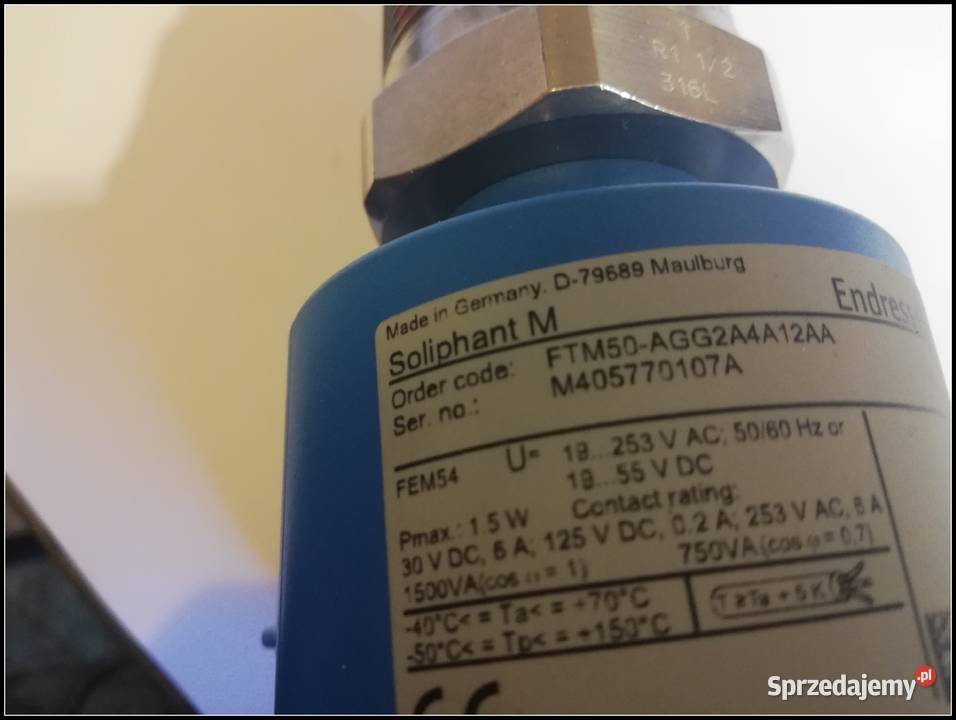 1
R1 1/2
316L
Made in Germany, D-79689 Maulburg
Soliphant M
Endress
Order code: FTM50-AGG2A4A12AA
Ser. no.: M405770107A
FEM54 U= 19...253 V AC; 50/60 Hz or
19...55 V DC
Pmax.: 1.5 W Contact rating:
30 V DC, 6 A; 125 V DC, 0.2 A; 253 V AC, 6 A
1500VA(cos φ = 1) 750VA(cos φ = 0,7)
-40°C< = Ta< = +70°C
T ≥Ta + 5 K
-50°C< = Tp< = +150°C
CE
Sprzedajemy.pl